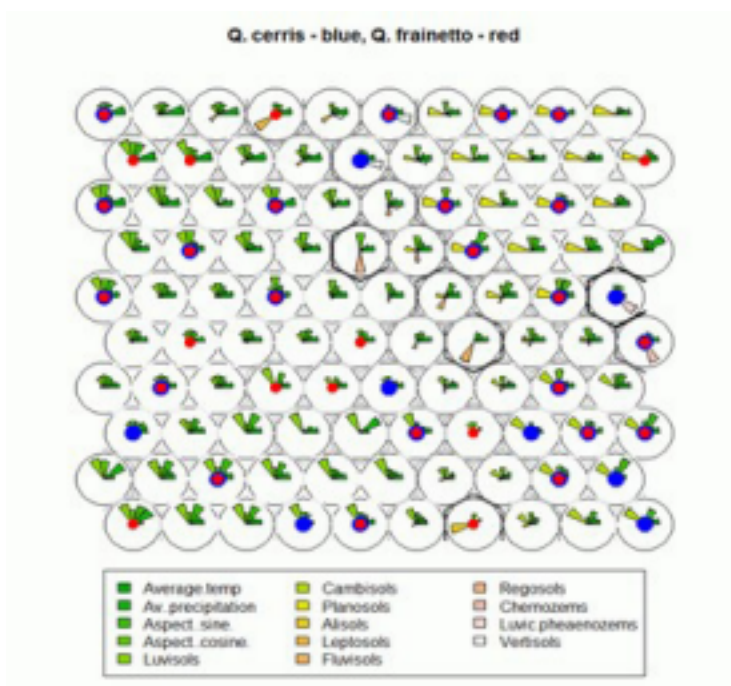 Q. cerris - blue, Q. frainetto - red
Average.temp
Av. precipitation
Aspect. sine.
Aspect .cosine.
Luvisols
Cambisols
Planosols
Alisols
Leptosols
Fluvisols
Regosols
Chernozems
Luvic pheaenozems
Vertisols